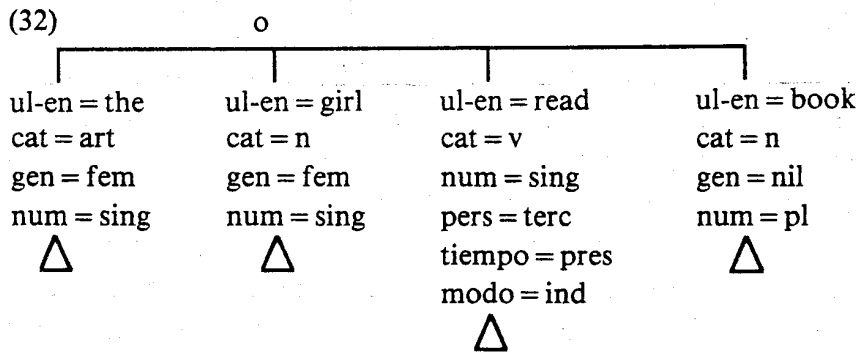 (32) o
ul-en = the ul-en = girl ul-en = read ul-en = book
cat = art cat = n cat = v cat = n
gen = fem gen = fem num = sing gen = nil
num = sing num = sing pers = terc num = pl
Δ Δ tiempo = pres Δ
modo = ind
Δ